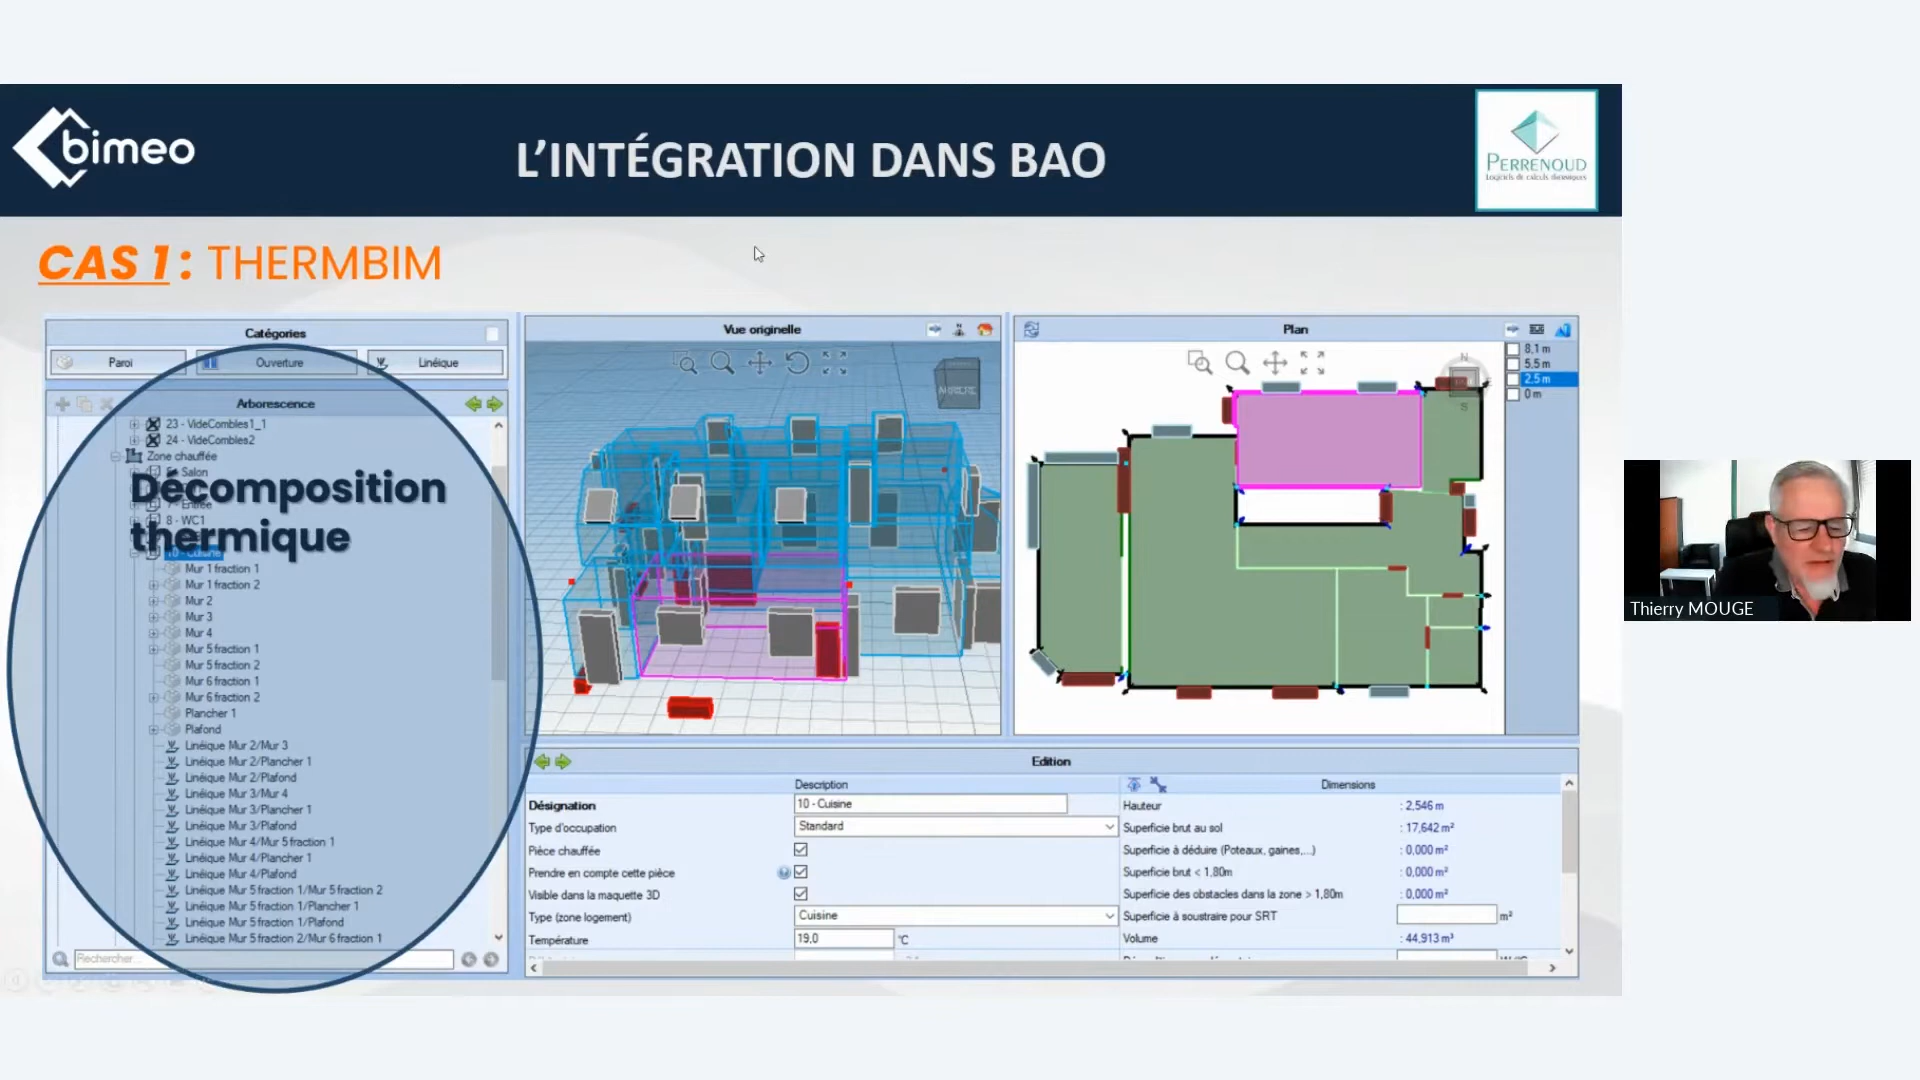 bimeo
L'INTÉGRATION DANS BAO
PERRENOUD
Logiciels de calculs thermiques
CAS 1 : THERMBIM
Catégories
Paroi
Ouverture
Linéique
Arborescence
23 - VideCombles1_1
24 - VideCombles2
Zone chauffée
Salon
Entrée
8 - WC1
10 - Cuisine
Décomposition
thermique
Mur 1 fraction 1
Mur 1 fraction 2
Mur 2
Mur 3
Mur 4
Mur 5 fraction 1
Mur 5 fraction 2
Mur 6 fraction 1
Mur 6 fraction 2
Plancher 1
Plafond
Linéique Mur 2/Mur 3
Linéique Mur 2/Plancher 1
Linéique Mur 2/Plafond
Linéique Mur 3/Mur 4
Linéique Mur 3/Plancher 1
Linéique Mur 3/Plafond
Linéique Mur 4/Mur 5 fraction 1
Linéique Mur 4/Plancher 1
Linéique Mur 4/Plafond
Linéique Mur 5 fraction 1/Mur 5 fraction 2
Linéique Mur 5 fraction 1/Plancher 1
Linéique Mur 5 fraction 1/Plafond
Linéique Mur 5 fraction 2/Mur 6 fraction 1
Rechercher...
Vue originelle
Plan
N
S
8,1 m
5,5 m
2,5 m
0 m
Edition
Description
Désignation
10 - Cuisine
Type d'occupation
Standard
Pièce chauffée
Prendre en compte cette pièce
Visible dans la maquette 3D
Type (zone logement)
Cuisine
Température
19,0
°C
Dimensions
Hauteur : 2,546 m
Superficie brut au sol : 17,642 m²
Superficie à déduire (Poteaux, gaines,...) : 0,000 m²
Superficie brut < 1,80m : 0,000 m²
Superficie des obstacles dans la zone > 1,80m : 0,000 m²
Superficie à soustraire pour SRT m²
Volume : 44,913 m³
Thierry MOUGE